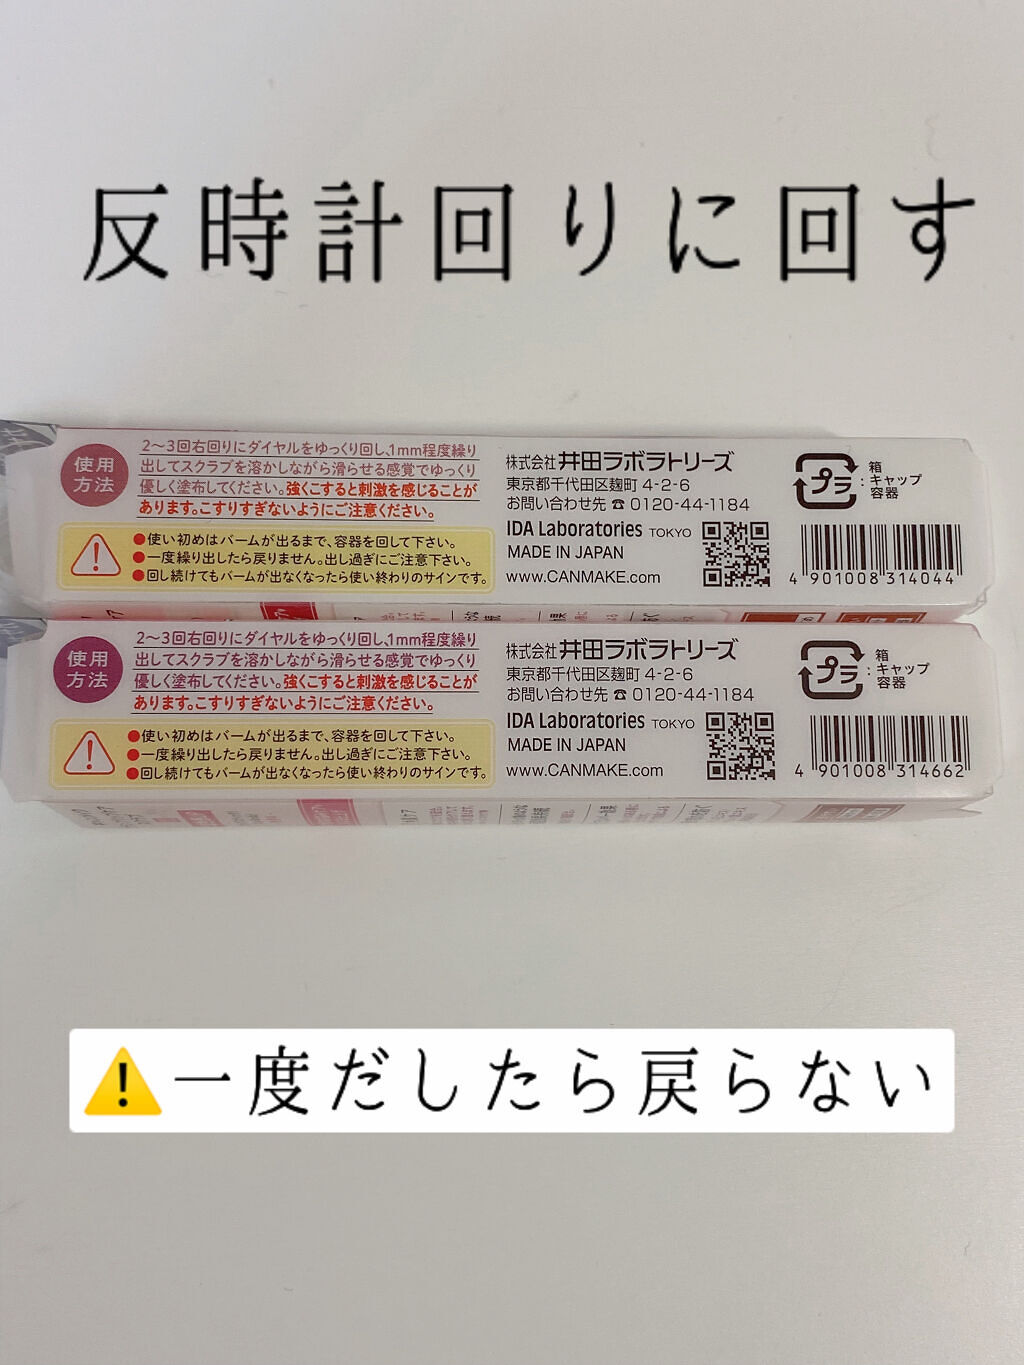 反時計回りに回す
使用
方法
2〜3回右回りにダイヤルをゆっくり回し、1mm程度繰り
出してスクラブを溶かしながら滑らせる感覚でゆっくり
優しく塗布してください。強くこすると刺激を感じることが
あります。こすりすぎないようにご注意ください。
●使い初めはバームが出るまで、容器を回して下さい。
●一度繰り出したら戻りません。出し過ぎにご注意下さい。
●回し続けてもバームが出なくなったら使い終わりのサインです。
株式会社 井田ラボラトリーズ
東京都千代田区麹町 4-2-6
お問い合わせ先 ☎ 0120-44-1184
IDA Laboratories TOKYO
MADE IN JAPAN
www.CANMAKE.com
プラ
: 箱
キャップ
容器
4 901008 314044
使用
方法
2〜3回右回りにダイヤルをゆっくり回し、1mm程度繰り
出してスクラブを溶かしながら滑らせる感覚でゆっくり
優しく塗布してください。強くこすると刺激を感じることが
あります。こすりすぎないようにご注意ください。
●使い初めはバームが出るまで、容器を回して下さい。
●一度繰り出したら戻りません。出し過ぎにご注意下さい。
●回し続けてもバームが出なくなったら使い終わりのサインです。
株式会社 井田ラボラトリーズ
東京都千代田区麹町 4-2-6
お問い合わせ先 ☎ 0120-44-1184
IDA Laboratories TOKYO
MADE IN JAPAN
www.CANMAKE.com
プラ
: 箱
キャップ
容器
4 901008 314662
⚠️一度だしたら戻らない